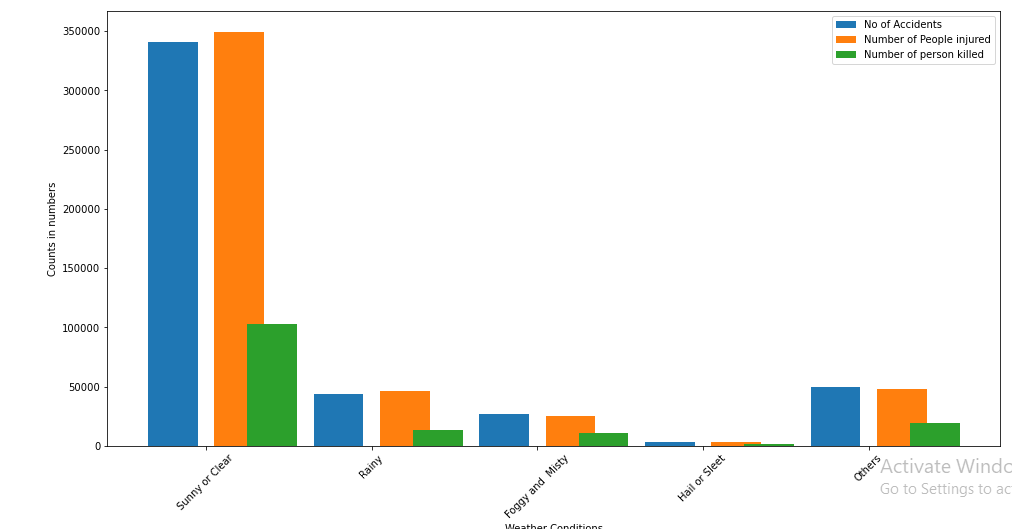 No of Accidents
Number of People injured
Number of person killed
350000
300000
250000
200000
150000
100000
50000
0
Counts in numbers
Sunny or Clear
Rainy
Foggy and  Misty
Hail or Sleet
Others
Weather Conditions
Activate Windo
Go to Settings to ac